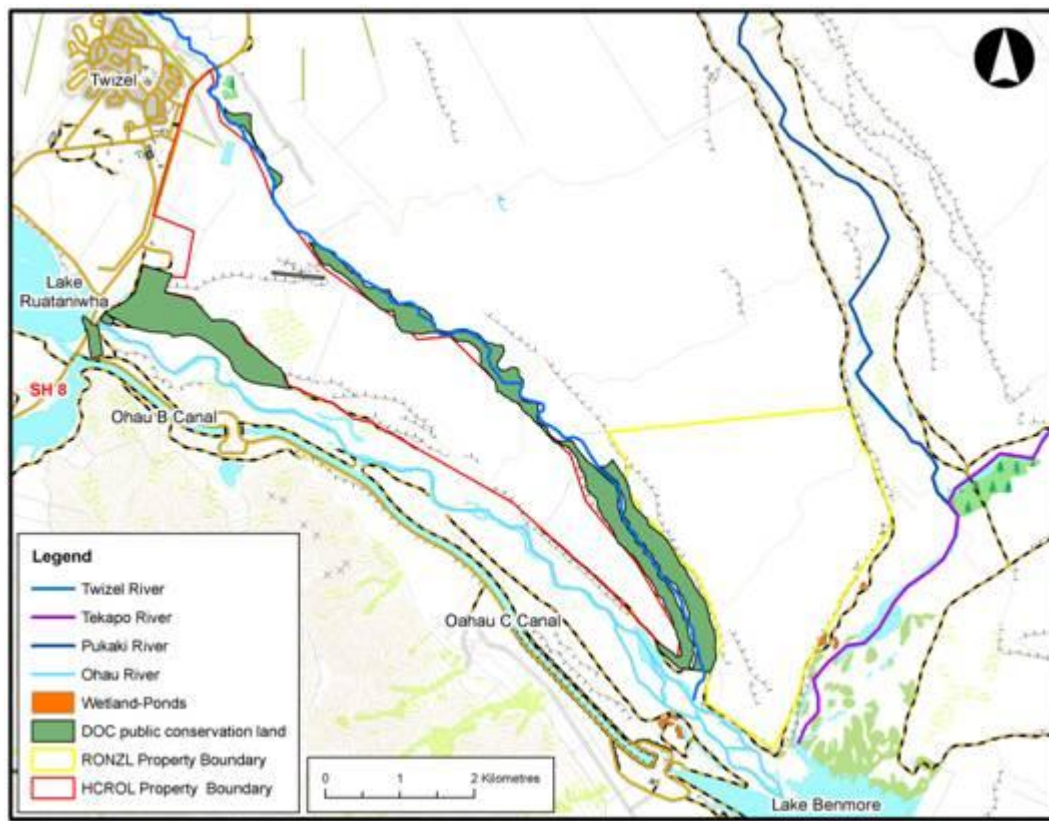 Twizel
Lake
Ruataniwha
SH 8
Ohau B Canal
Oahau C Canal
Lake Benmore
Legend
Twizel River
Tekapo River
Pukaki River
Ohau River
Wetland-Ponds
DOC public conservation land
RONZL Property Boundary
HCROL Property Boundary
0 1 2 Kilometres